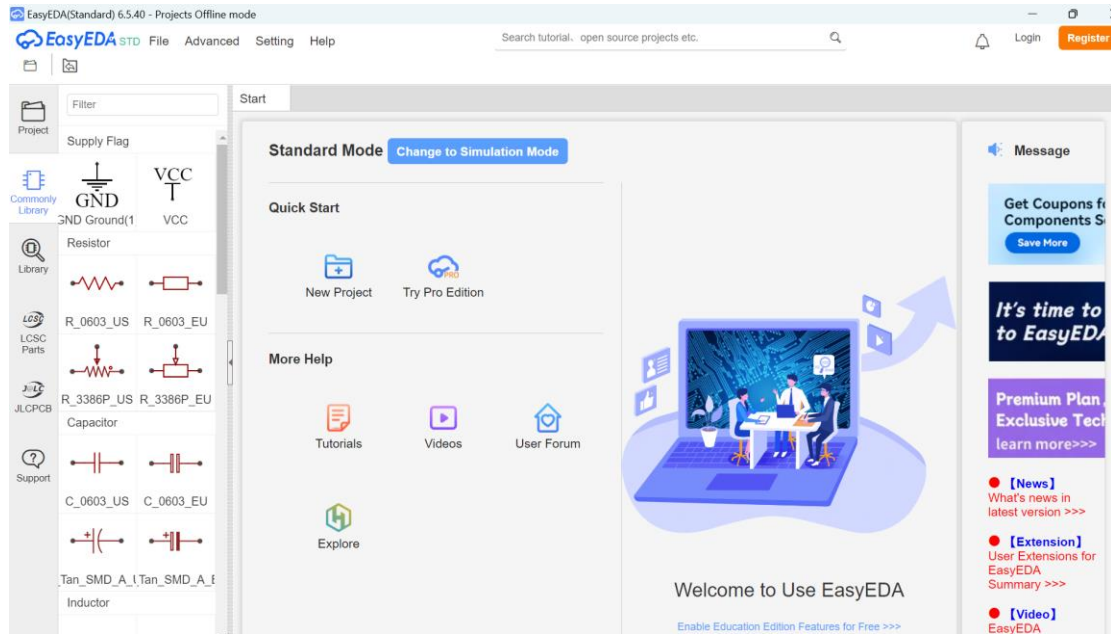 EasyEDA(Standard) 6.5.40 - Projects Offline mode
EasyEDA STD File Advanced Setting Help
Search tutorial、open source projects etc.
Login
Register
Project
Commonly
Library
Library
LCSC
LCSC
Parts
JLC
JLCPCB
Support
Filter
Supply Flag
GND
VCC
GND Ground(1
VCC
Resistor
R_0603_US R_0603_EU
R_3386P_US R_3386P_EU
Capacitor
C_0603_US C_0603_EU
Tan_SMD_A_ Tan_SMD_A_E
Inductor
Start
Standard Mode Change to Simulation Mode
Quick Start
PRO
New Project Try Pro Edition
More Help
Tutorials Videos User Forum
Explore
Welcome to Use EasyEDA
Enable Education Edition Features for Free >>>
Message
Get Coupons fo
Components S
Save More
It's time to
to EasyED
Premium Plan
Exclusive Tech
learn more>>>
【News】
What's news in
latest version >>>
【Extension】
User Extensions for
EasyEDA
Summary >>>
【Video】
EasyEDA